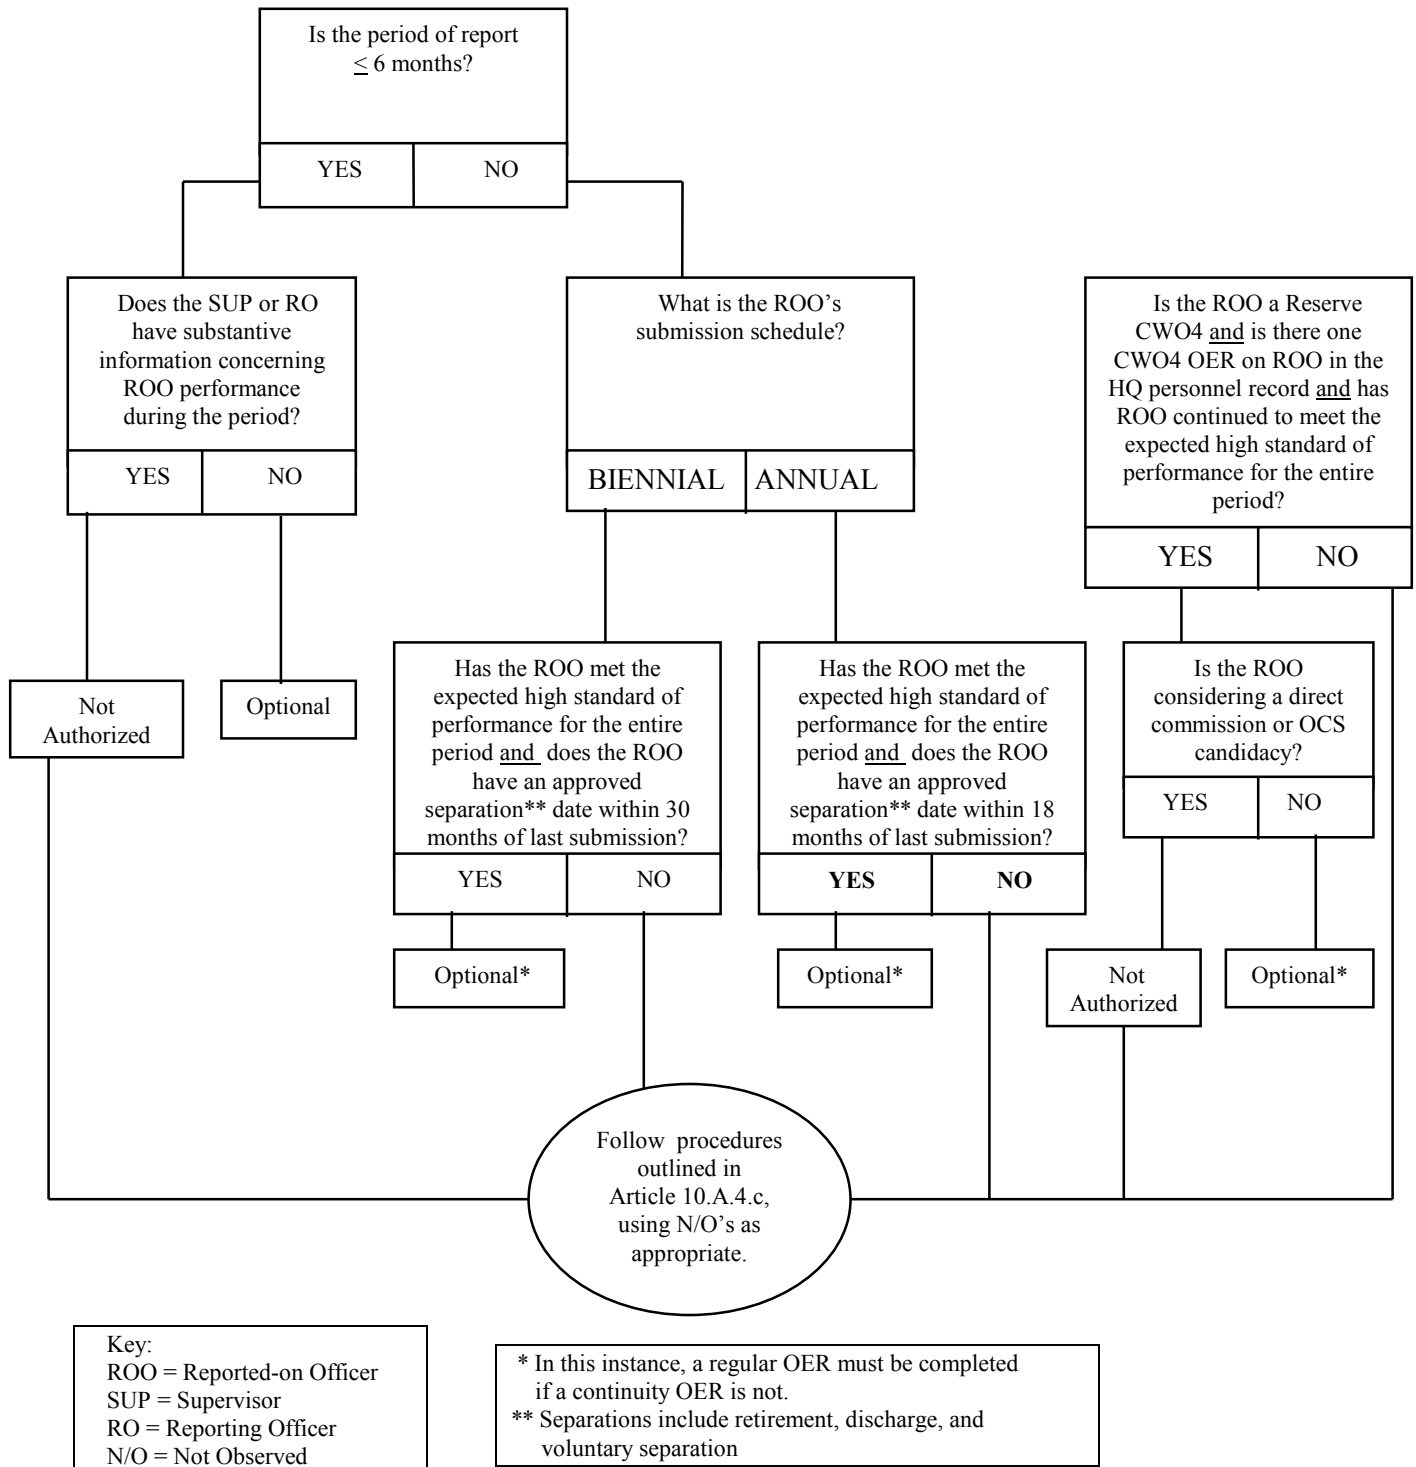 Is the period of report
< 6 months?
YES
NO
Does the SUP or RO
have substantive
information concerning
ROO performance
during the period?
YES
NO
What is the ROO’s
submission schedule?
BIENNIAL
ANNUAL
Is the ROO a Reserve
CWO4 and is there one
CWO4 OER on ROO in the
HQ personnel record and has
ROO continued to meet the
expected high standard of
performance for the entire
period?
YES
NO
Not
Authorized
Optional
Has the ROO met the
expected high standard of
performance for the entire
period and does the ROO
have an approved
separation** date within 30
months of last submission?
YES
NO
Has the ROO met the
expected high standard of
performance for the entire
period and does the ROO
have an approved
separation** date within 18
months of last submission?
YES
NO
Is the ROO
considering a direct
commission or OCS
candidacy?
YES
NO
Optional*
Optional*
Not
Authorized
Optional*
Follow procedures
outlined in
Article 10.A.4.c,
using N/O’s as
appropriate.
Key:
ROO = Reported-on Officer
SUP = Supervisor
RO = Reporting Officer
N/O = Not Observed
* In this instance, a regular OER must be completed
if a continuity OER is not.
** Separations include retirement, discharge, and
voluntary separation